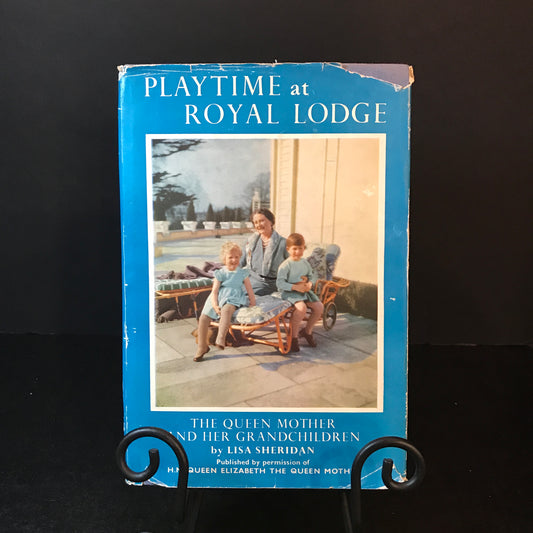 PLAYTIME at
ROYAL LODGE
THE QUEEN MOTHER
AND HER GRANDCHILDREN
by LISA SHERIDAN
Published by permission of
H.M. QUEEN ELIZABETH THE QUEEN MOTH